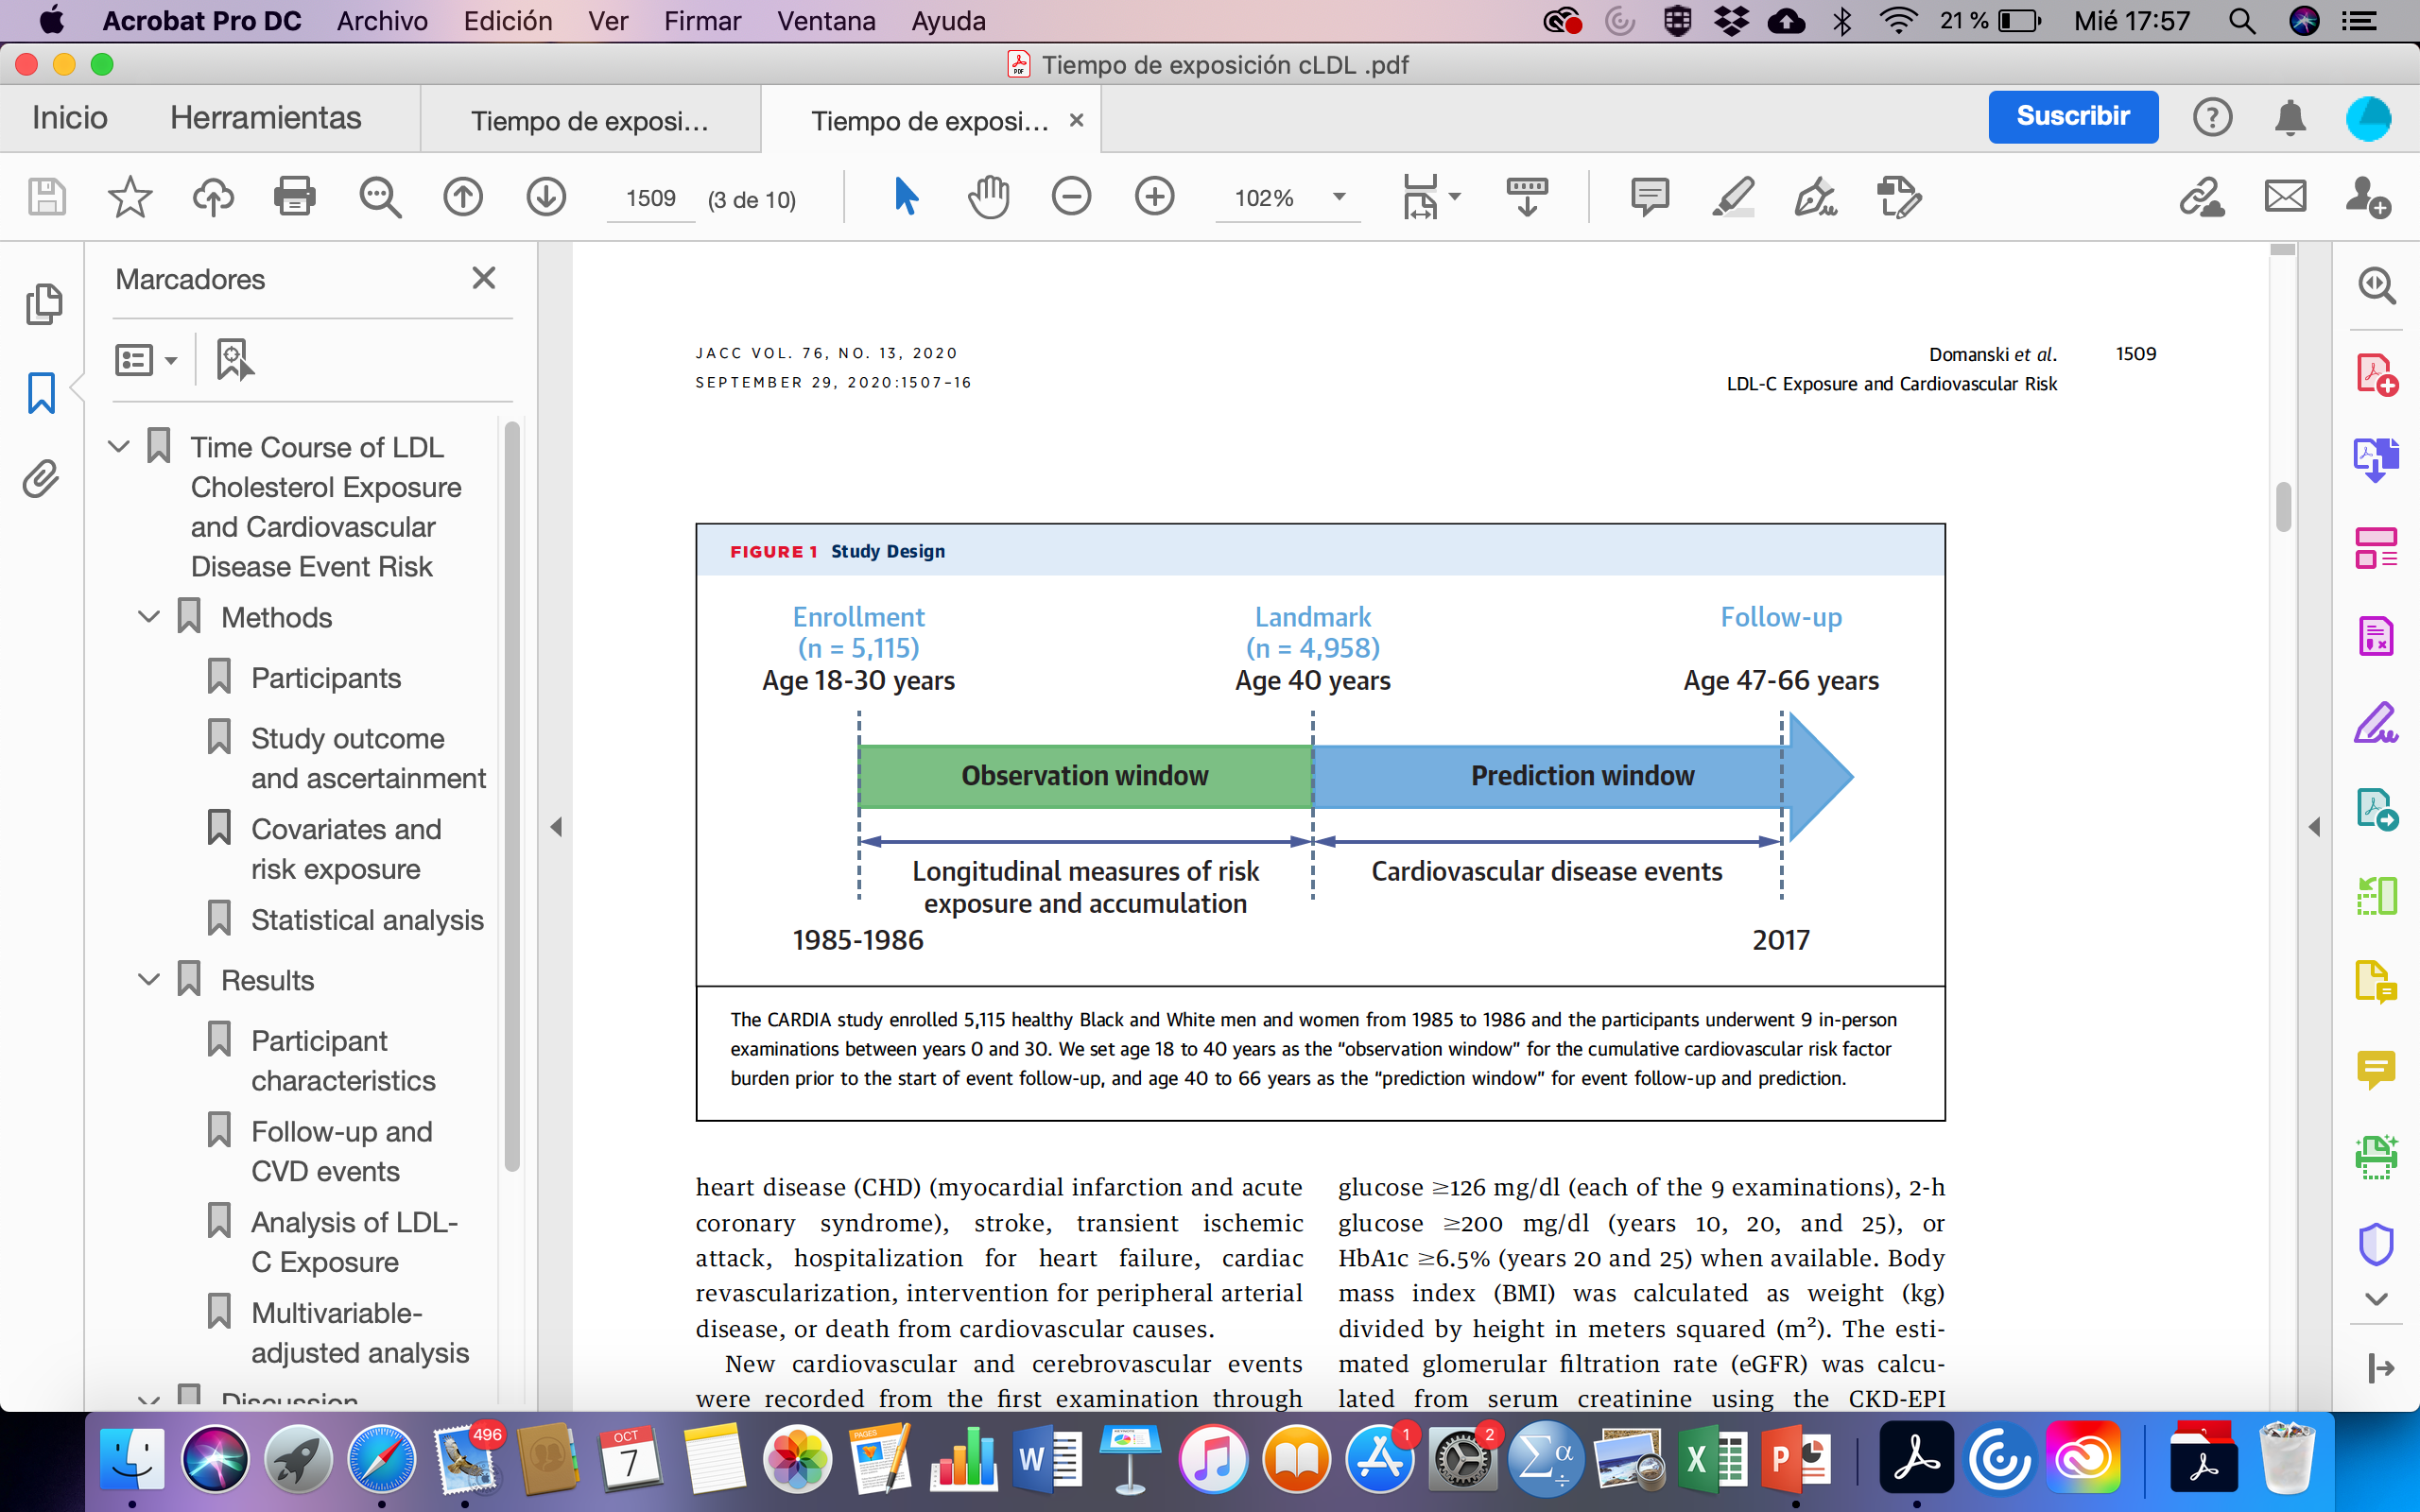 Acrobat Pro DC Archivo Edición Ver Firmar Ventana Ayuda 21 % Mié 17:57
Tiempo de exposición cLDL .pdf
Inicio Herramientas Tiempo de exposi... Tiempo de exposi... Suscribir
1509 (3 de 10) 102%
Marcadores
Time Course of LDL
Cholesterol Exposure
and Cardiovascular
Disease Event Risk
Methods
Participants
Study outcome
and ascertainment
Covariates and
risk exposure
Statistical analysis
Results
Participant
characteristics
Follow-up and
CVD events
Analysis of LDL-
C Exposure
Multivariable-
adjusted analysis
Discussion
JACC VOL. 76, NO. 13, 2020
SEPTEMBER 29, 2020:1507–16
Domanski et al. 1509
LDL-C Exposure and Cardiovascular Risk
FIGURE 1 Study Design
Enrollment
(n = 5,115)
Age 18-30 years
Landmark
(n = 4,958)
Age 40 years
Follow-up
Age 47-66 years
Observation window
Prediction window
Longitudinal measures of risk
exposure and accumulation
Cardiovascular disease events
1985-1986
2017
The CARDIA study enrolled 5,115 healthy Black and White men and women from 1985 to 1986 and the participants underwent 9 in-person
examinations between years 0 and 30. We set age 18 to 40 years as the “observation window” for the cumulative cardiovascular risk factor
burden prior to the start of event follow-up, and age 40 to 66 years as the “prediction window” for event follow-up and prediction.
heart disease (CHD) (myocardial infarction and acute
coronary syndrome), stroke, transient ischemic
attack, hospitalization for heart failure, cardiac
revascularization, intervention for peripheral arterial
disease, or death from cardiovascular causes.
New cardiovascular and cerebrovascular events
were recorded from the first examination through
glucose ≥126 mg/dl (each of the 9 examinations), 2-h
glucose ≥200 mg/dl (years 10, 20, and 25), or
HbA1c ≥6.5% (years 20 and 25) when available. Body
mass index (BMI) was calculated as weight (kg)
divided by height in meters squared (m²). The esti-
mated glomerular filtration rate (eGFR) was calcu-
lated from serum creatinine using the CKD-EPI
496
OCT
7
PAGES
W
1
2
Σα
÷
X
P